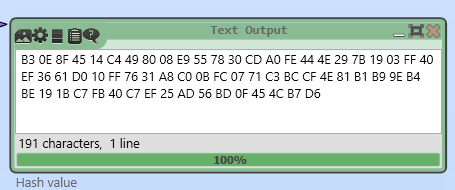 Text Output
B3 0E 8F 45 14 C4 49 80 08 E9 55 78 30 CD A0 FE 44 4E 29 7B 19 03 FF 40
EF 36 61 D0 10 FF 76 31 A8 C0 0B FC 07 71 C3 BC CF 4E 81 B1 B9 9E B4
BE 19 1B C7 FB 40 C7 EF 25 AD 56 BD 0F 45 4C B7 D6
191 characters, 1 line
100%
Hash value